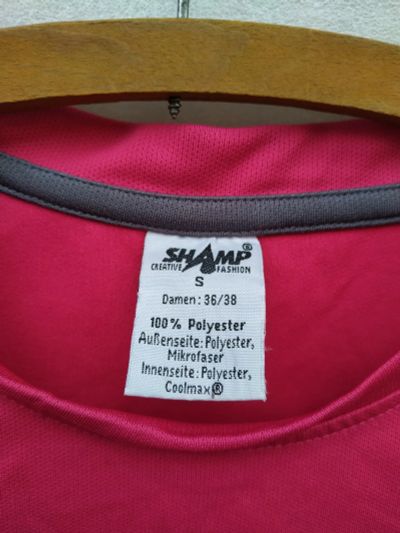 SHAMP®
CREATIVE FASHION
S
Damen: 36/38
100% Polyester
Außenseite: Polyester,
Mikrofaser
Innenseite: Polyester,
Coolmax®